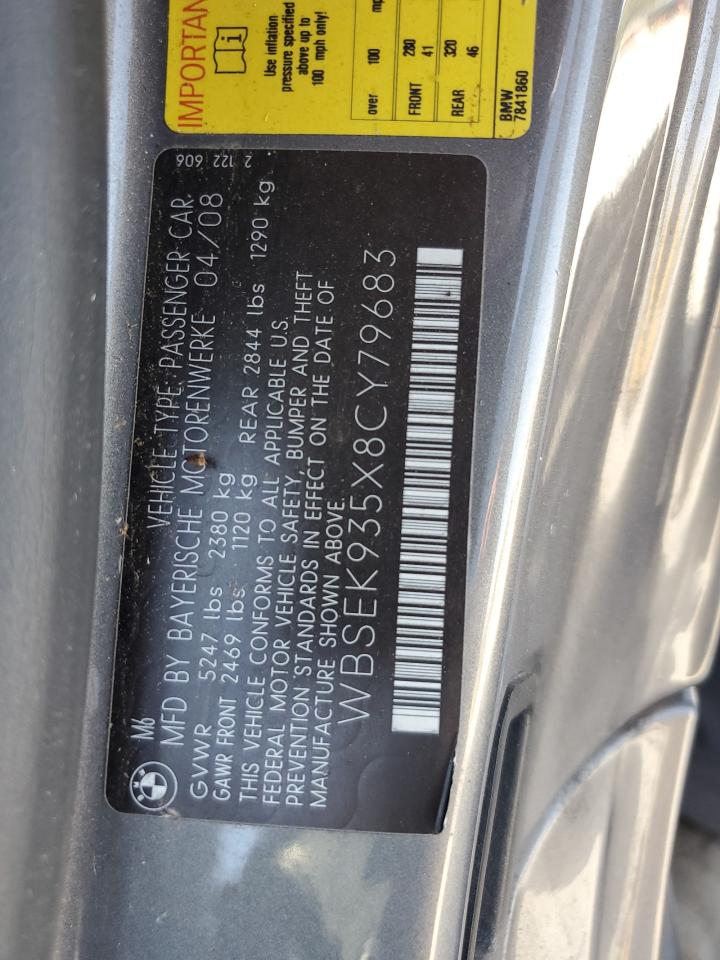 M6 VEHICLE TYPE: PASSENGER CAR
MFD BY BAYERISCHE MOTORENWERKE 04/08
GVWR 5247 lbs 2380 kg
GAWR FRONT 2469 lbs 1120 kg REAR 2844 lbs 1290 kg
THIS VEHICLE CONFORMS TO ALL APPLICABLE U.S.
FEDERAL MOTOR VEHICLE SAFETY, BUMPER AND THEFT
PREVENTION STANDARDS IN EFFECT ON THE DATE OF
MANUFACTURE SHOWN ABOVE.
WBSEK935X8CY79683
2 122 606
IMPORTAN
Use inflation
pressure specified
above up to
100 mph only!
over 100 mp
FRONT 280 320
41 46
REAR
BMW
7841860